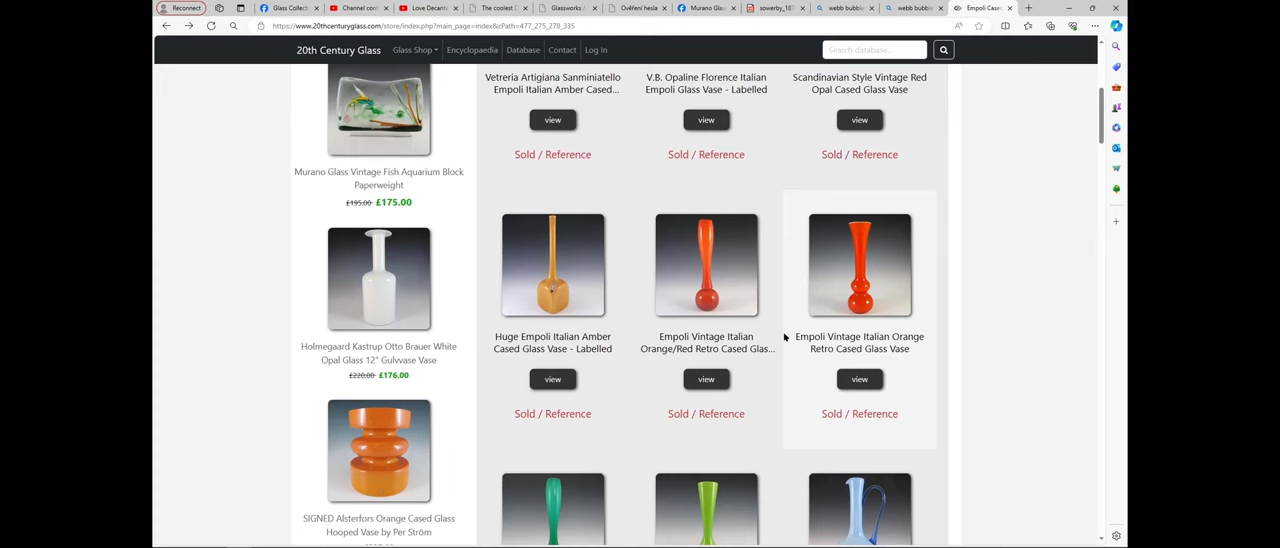 Reconnect
Glass Collecti
Channel cont
Love Decante
The coolest D
Glassworks /
Ověření hesla
Murano Glas
sowerby_187
webb bubble
webb bubble
Empoli Cased
https://www.20thcenturyglass.com/store/index.php?main_page=index&cPath=477_275_278_335
20th Century Glass
Glass Shop
Encyclopaedia
Database
Contact
Log In
Search database...
Murano Glass Vintage Fish Aquarium Block
Paperweight
£195.00 £175.00
Holmegaard Kastrup Otto Brauer White
Opal Glass 12" Gulvvase Vase
£220.00 £176.00
SIGNED Alsterfors Orange Cased Glass
Hooped Vase by Per Ström
Vetreria Artigiana Sanminiatello
Empoli Italian Amber Cased...
view
Sold / Reference
V.B. Opaline Florence Italian
Empoli Glass Vase - Labelled
view
Sold / Reference
Scandinavian Style Vintage Red
Opal Cased Glass Vase
view
Sold / Reference
Huge Empoli Italian Amber
Cased Glass Vase - Labelled
view
Sold / Reference
Empoli Vintage Italian
Orange/Red Retro Cased Glas...
view
Sold / Reference
Empoli Vintage Italian Orange
Retro Cased Glass Vase
view
Sold / Reference